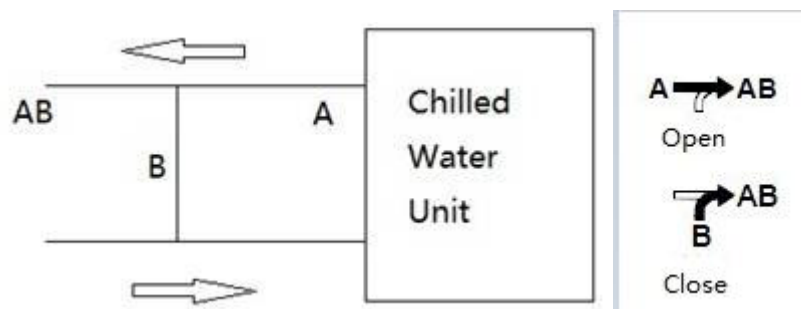 AB
A
B
Chilled
Water
Unit
A AB
Open
AB
B
Close